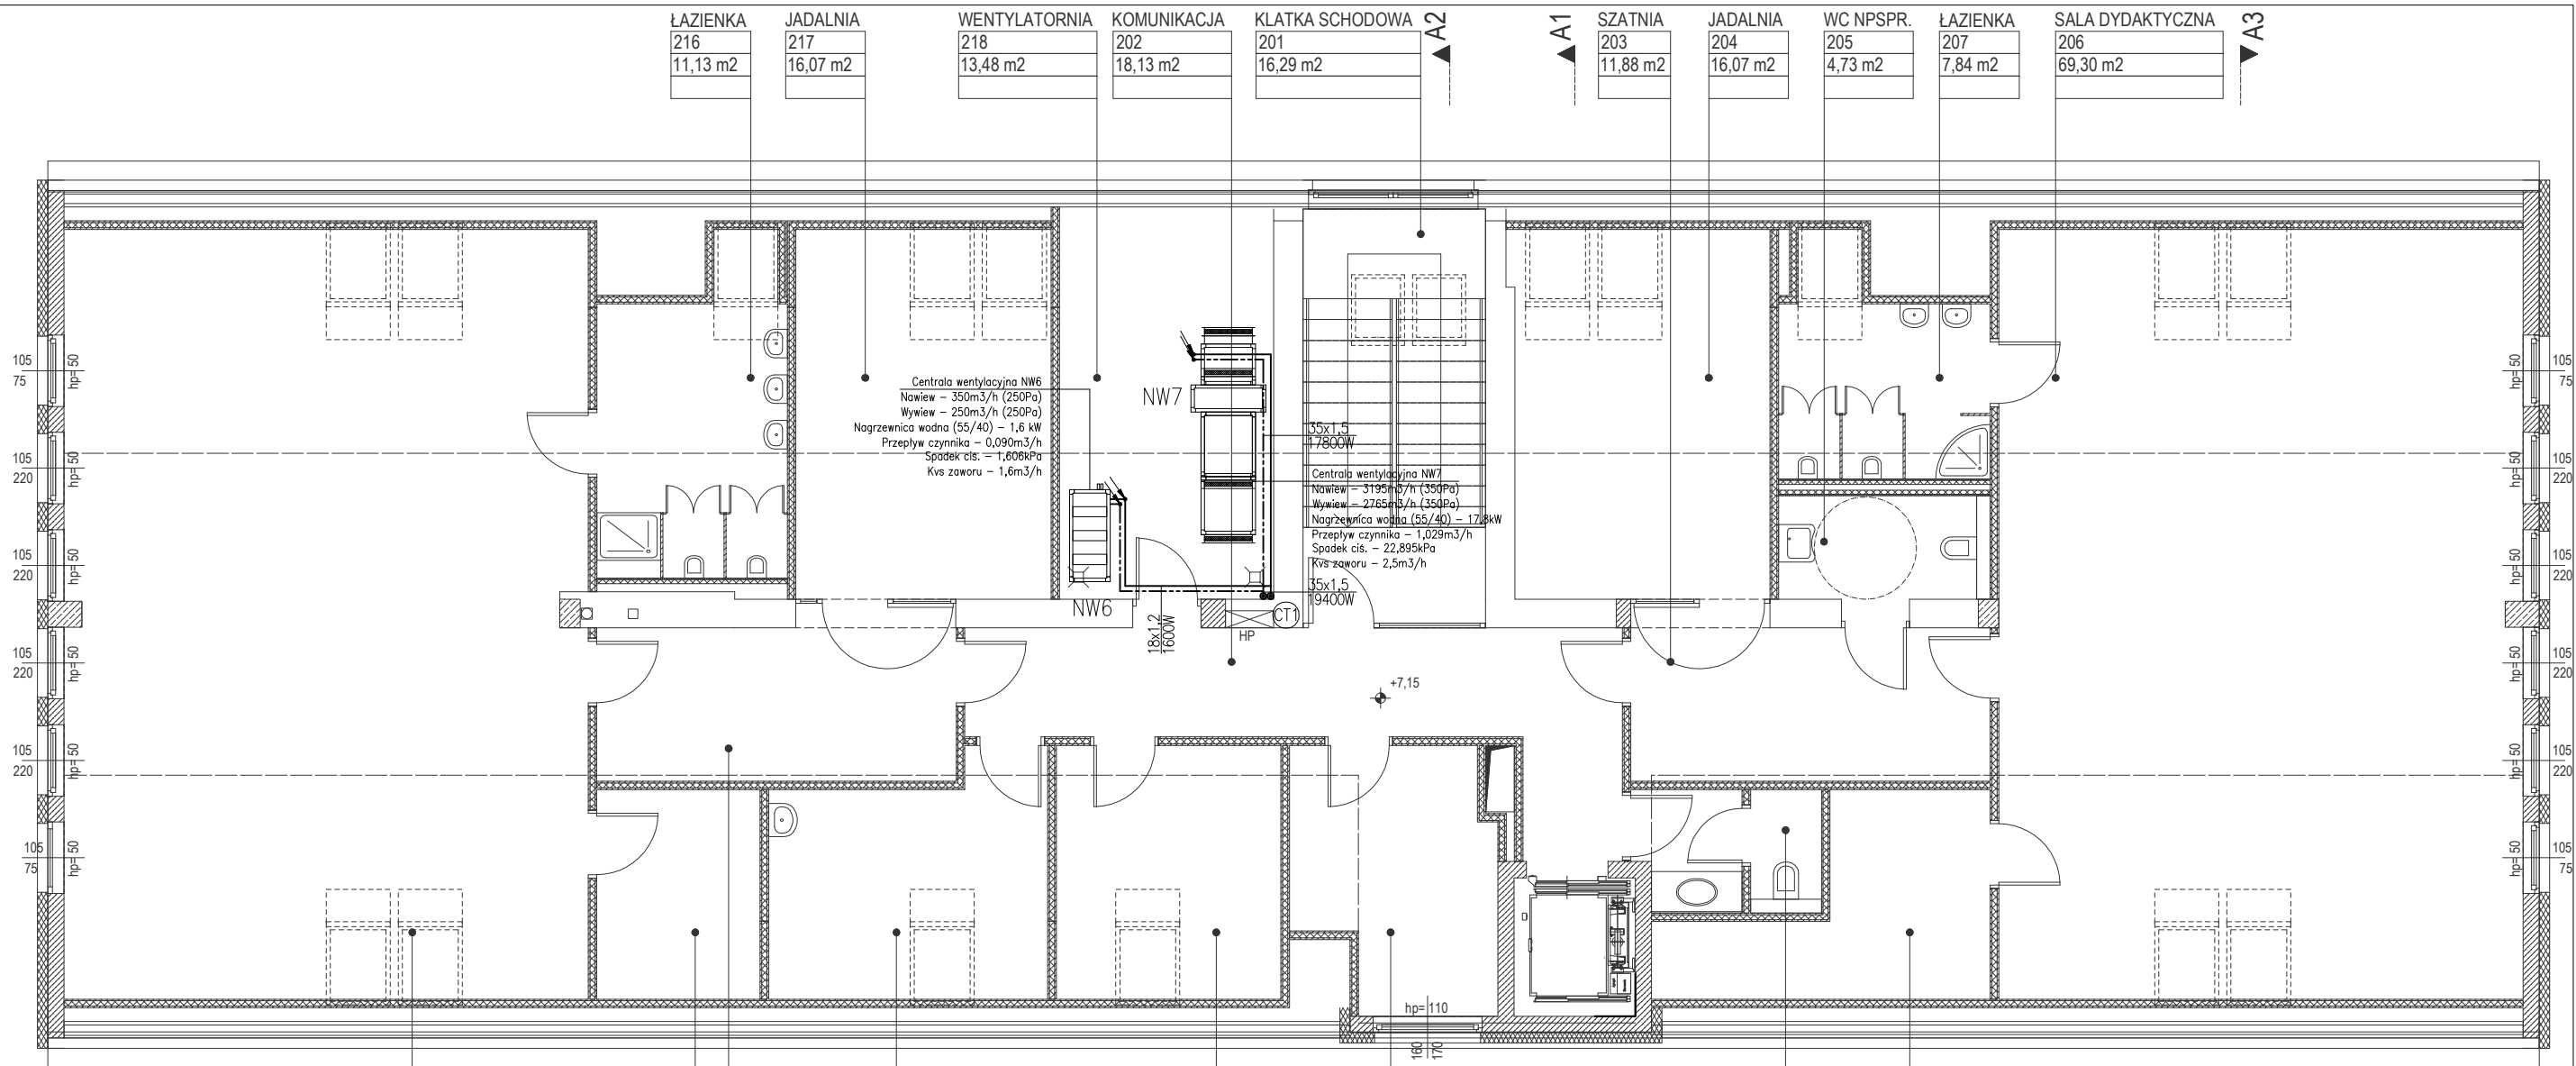 ŁAZIENKA
216
11,13 m2
JADALNIA
217
16,07 m2
WENTYLATORNIA
218
13,48 m2
KOMUNIKACJA
202
18,13 m2
KLATKA SCHODOWA
201
16,29 m2
A2
A1
SZATNIA
203
11,88 m2
JADALNIA
204
16,07 m2
WC NPSPR.
205
4,73 m2
ŁAZIENKA
207
7,84 m2
SALA DYDAKTYCZNA
206
69,30 m2
A3
105
75
hp= 50
105
220
hp= 50
105
220
hp= 50
105
220
hp= 50
105
220
hp= 50
105
75
hp= 50
Centrala wentylacyjna NW6
Nawiew – 350m3/h (250Pa)
Wywiew – 250m3/h (250Pa)
Nagrzewnica wodna (55/40) – 1,6 kW
Przepływ czynnika – 0,090m3/h
Spadek ciś. – 1,606kPa
Kvs zaworu – 1,6m3/h
NW7
NW6
35x1,5
17800W
Centrala wentylacyjna NW7
Nawiew – 3195m3/h (350Pa)
Wywiew – 2765m3/h (350Pa)
Nagrzewnica wodna (55/40) – 17,8kW
Przepływ czynnika – 1,029m3/h
Spadek ciś. – 22,895kPa
Kvs zaworu – 2,5m3/h
35x1,5
19400W
18x1,2
1600W
HP
CT1
+7,15
hp= 110
160
170
hp= 50
105
75
hp= 50
105
220
hp= 50
105
220
hp= 50
105
220
hp= 50
105
220
hp= 50
105
75